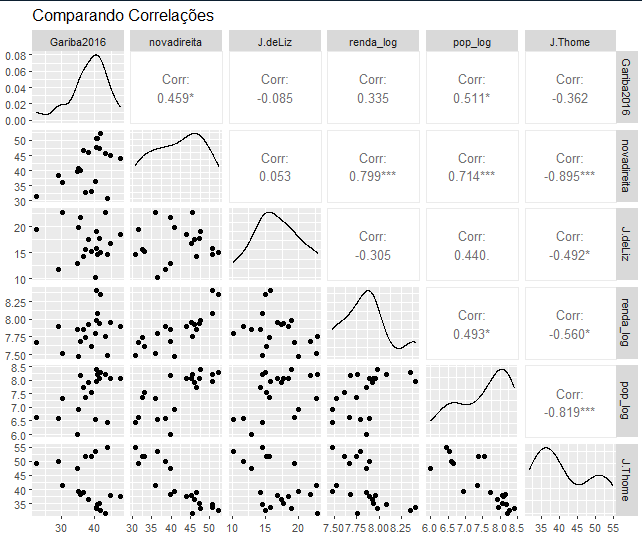 Comparando Correlações
Gariba2016 novadireita J.deLiz renda_log pop_log J.Thome
0.08
0.06
0.04
0.02
0.00
Corr: Corr: Corr: Corr: Corr:
0.459* -0.085 0.335 0.511* -0.362
Gariba2016
50
45
40
35
30
Corr: Corr: Corr: Corr:
0.053 0.799*** 0.714*** -0.895***
novadireita
20
15
10
Corr: Corr: Corr:
-0.305 0.440. -0.492*
J.deLiz
8.25
8.00
7.75
7.50
Corr: Corr:
0.493* -0.560*
renda_log
8.5
8.0
7.5
7.0
6.5
6.0
Corr:
-0.819***
pop_log
55
50
45
40
35
J.Thome
30 40 30 35 40 45 50 10 15 20 7.50 7.75 8.00 8.25 6.0 6.5 7.0 7.5 8.0 8.5 35 40 45 50 55